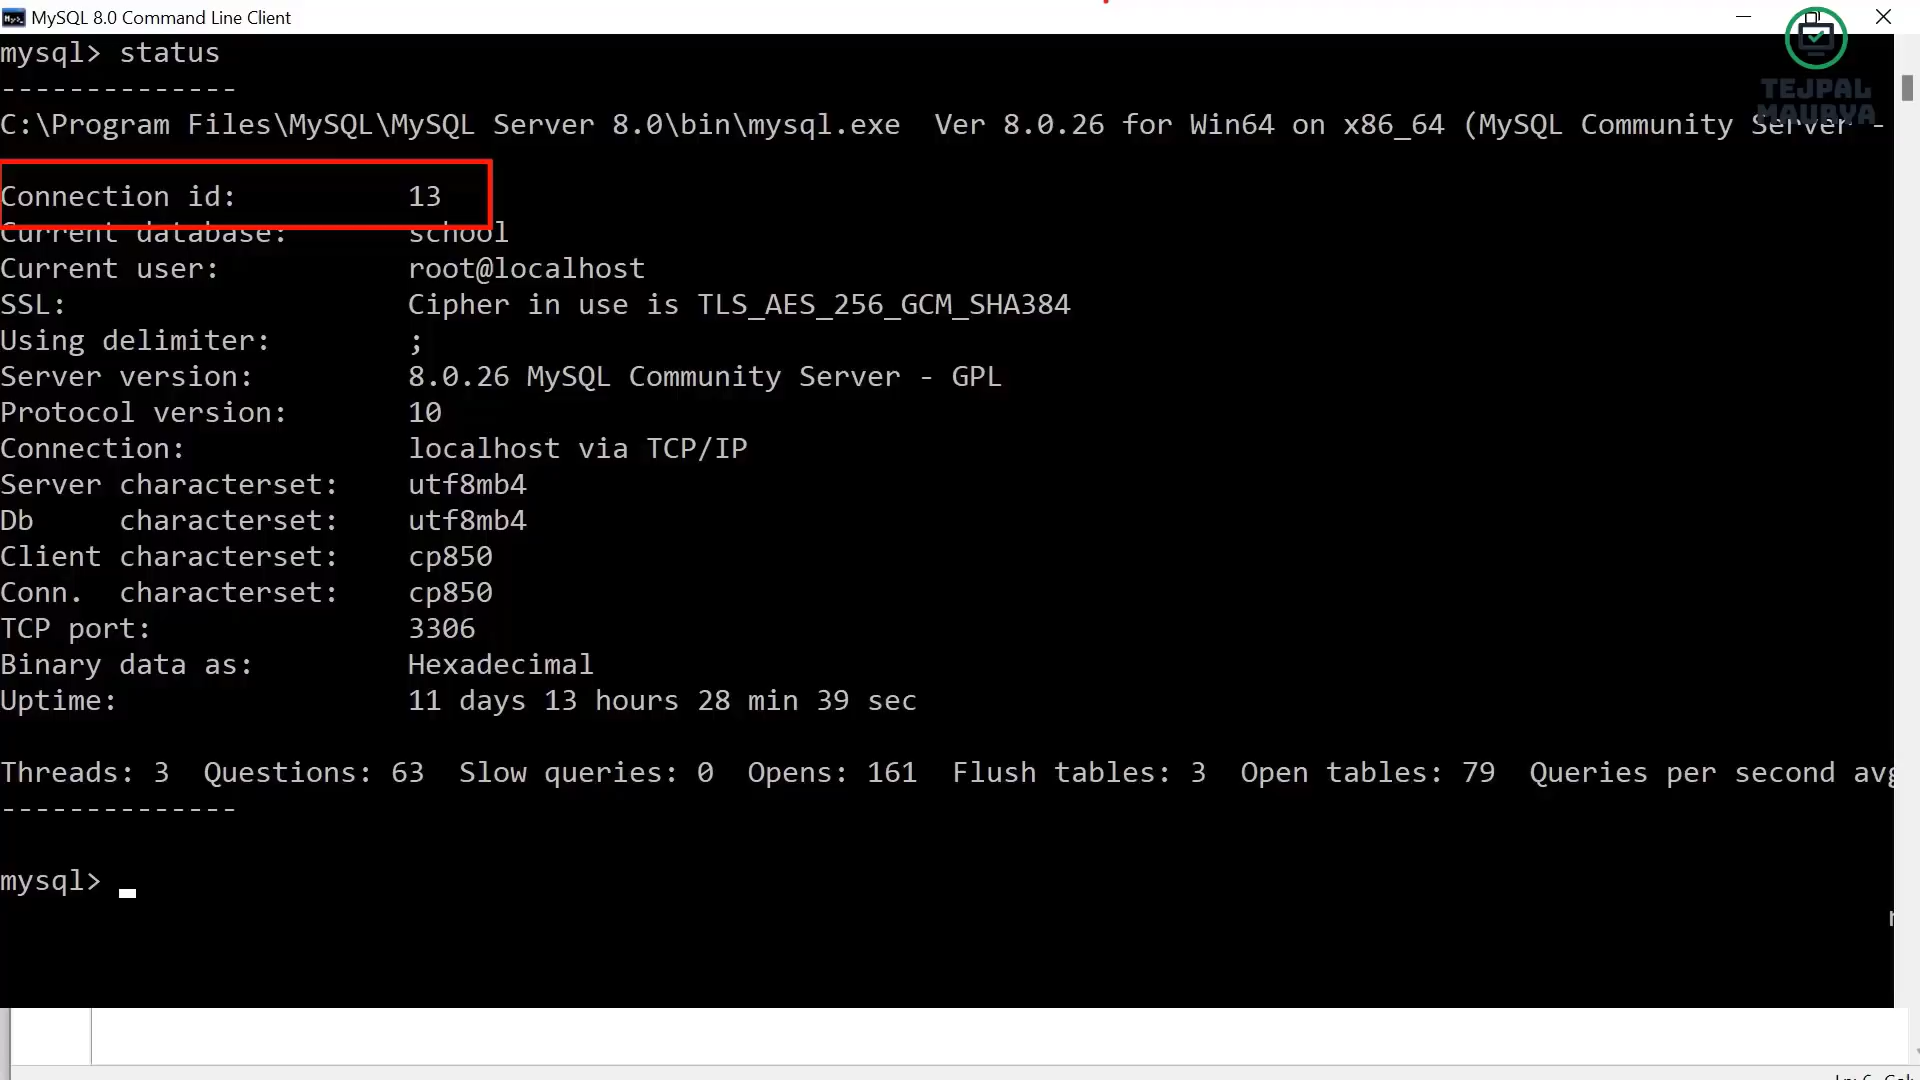 MySQL 8.0 Command Line Client
TEJPAL
MAURYA
mysql> status
--------------
C:\Program Files\MySQL\MySQL Server 8.0\bin\mysql.exe  Ver 8.0.26 for Win64 on x86_64 (MySQL Community Server -
Connection id:          13
Current database:       school
Current user:           root@localhost
SSL:                    Cipher in use is TLS_AES_256_GCM_SHA384
Using delimiter:        ;
Server version:         8.0.26 MySQL Community Server - GPL
Protocol version:       10
Connection:             localhost via TCP/IP
Server characterset:    utf8mb4
Db     characterset:    utf8mb4
Client characterset:    cp850
Conn.  characterset:    cp850
TCP port:               3306
Binary data as:         Hexadecimal
Uptime:                 11 days 13 hours 28 min 39 sec
Threads: 3  Questions: 63  Slow queries: 0  Opens: 161  Flush tables: 3  Open tables: 79  Queries per second avg
--------------
mysql>